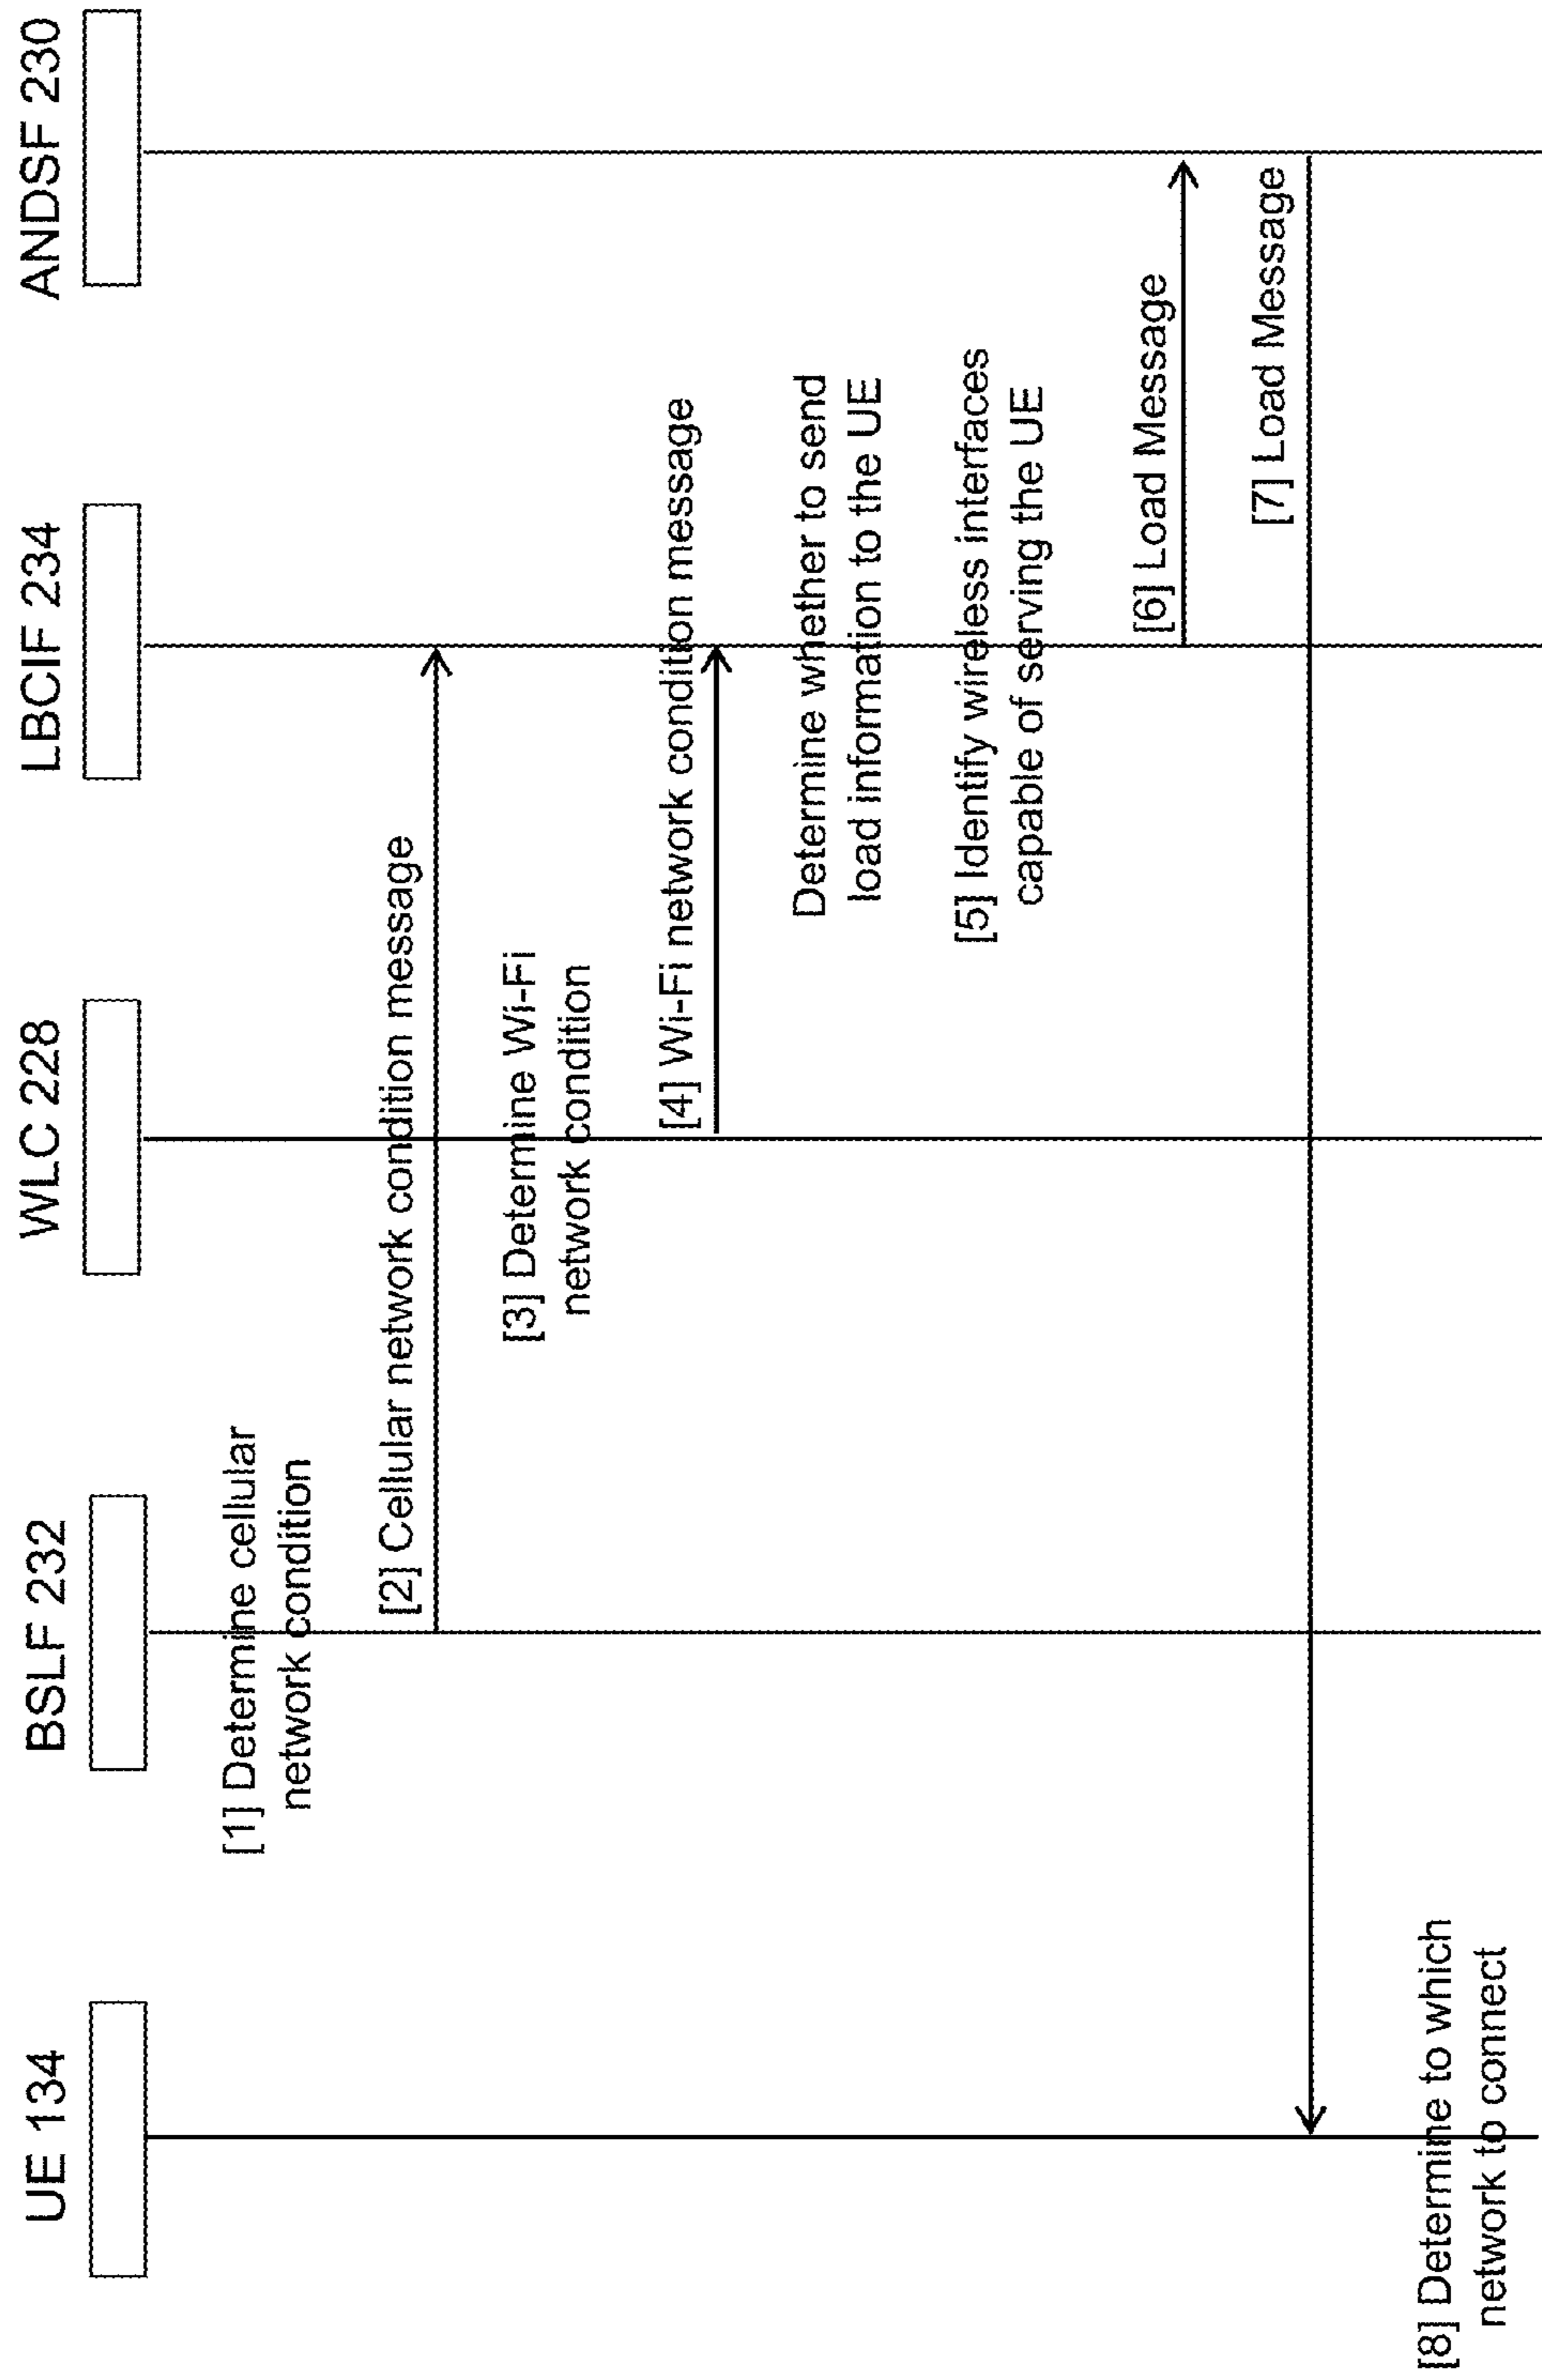 UE 134
BSLF 232
WLC 228
LBCIF 234
ANDSF 230
[1] Determine cellular
network condition
[2] Cellular network condition message
[3] Determine Wi-Fi
network condition
[4] Wi-Fi network condition message
Determine whether to send
load information to the UE
[5] Identify wireless interfaces
capable of serving the UE
[6] Load Message
[7] Load Message
[8] Determine to which
network to connect